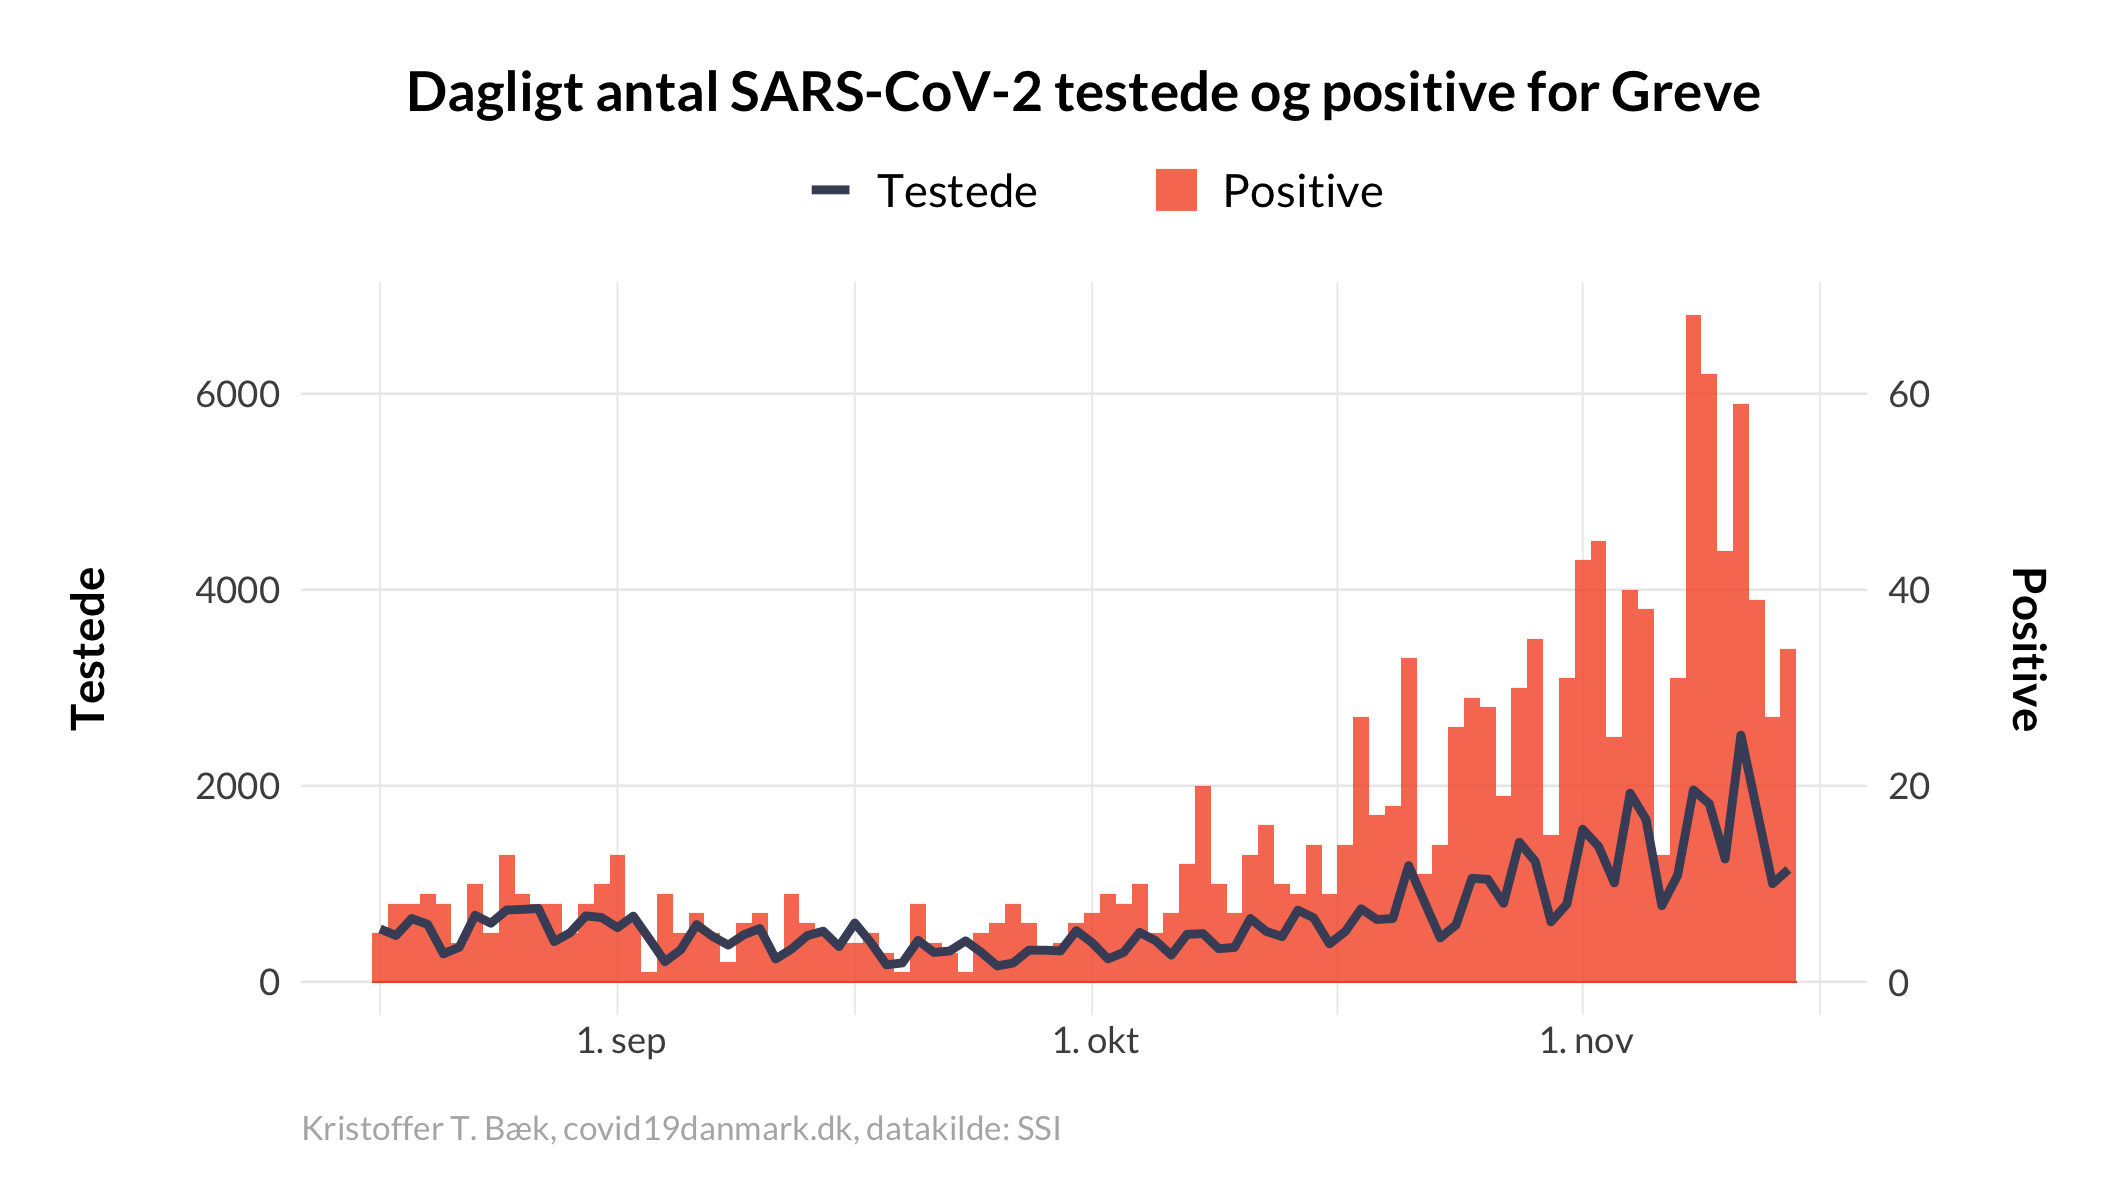 Dagligt antal SARS-CoV-2 testede og positive for Greve
Testede
Positive
6000
4000
2000
0
Testede
60
40
20
0
Positive
1. sep
1. okt
1. nov
Kristoffer T. Bæk, covid19danmark.dk, datakilde: SSI